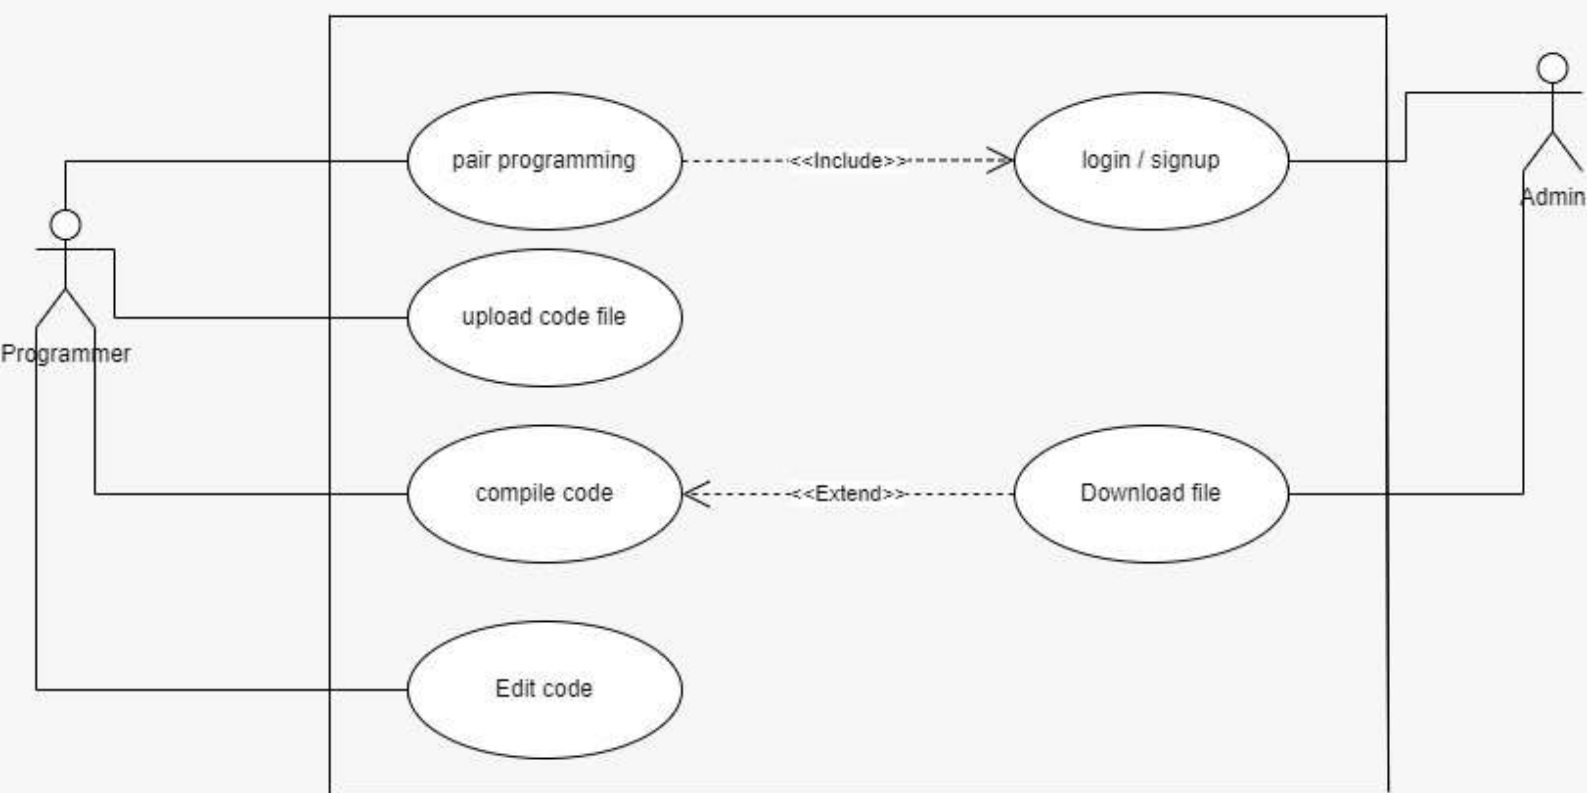 pair programming
<<Include>>
login / signup
Admin
upload code file
Programmer
compile code
<<Extend>>
Download file
Edit code